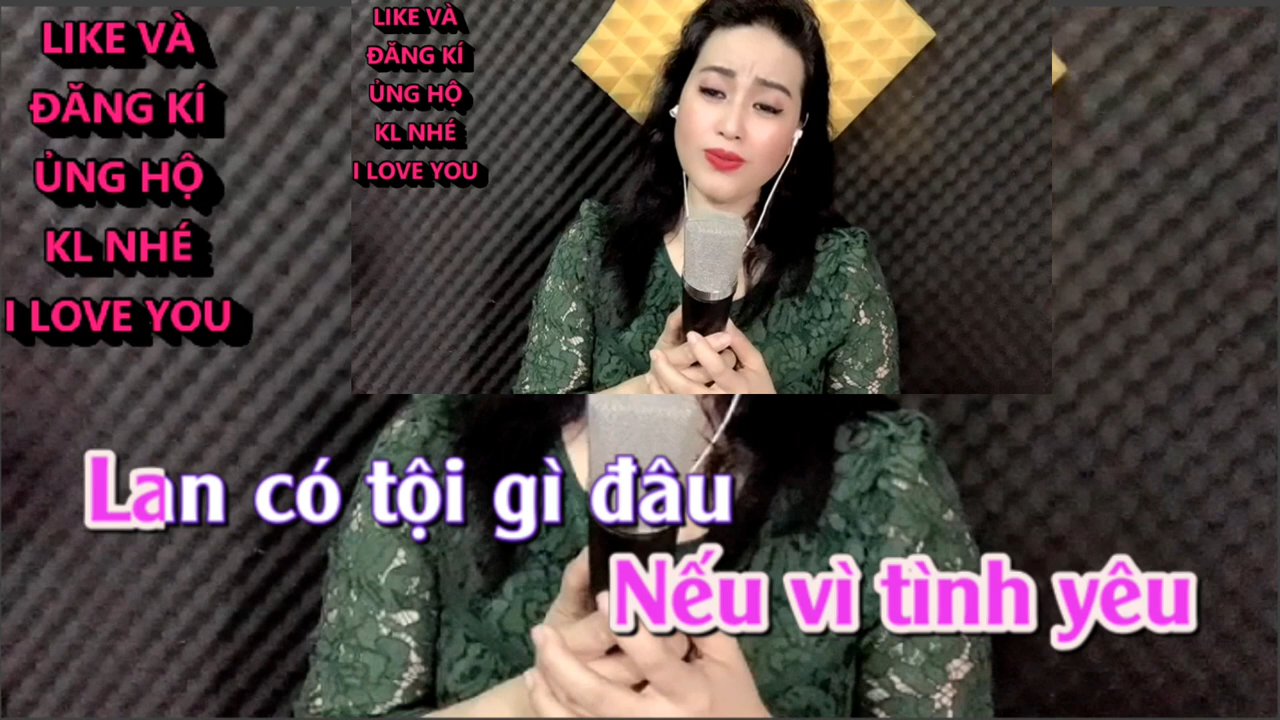 LIKE VÀ
ĐĂNG KÍ
ỦNG HỘ
KL NHÉ
I LOVE YOU
LIKE VÀ
ĐĂNG KÍ
ỦNG HỘ
KL NHÉ
I LOVE YOU
Lan có tội gì đâu
Nếu vì tình yêu